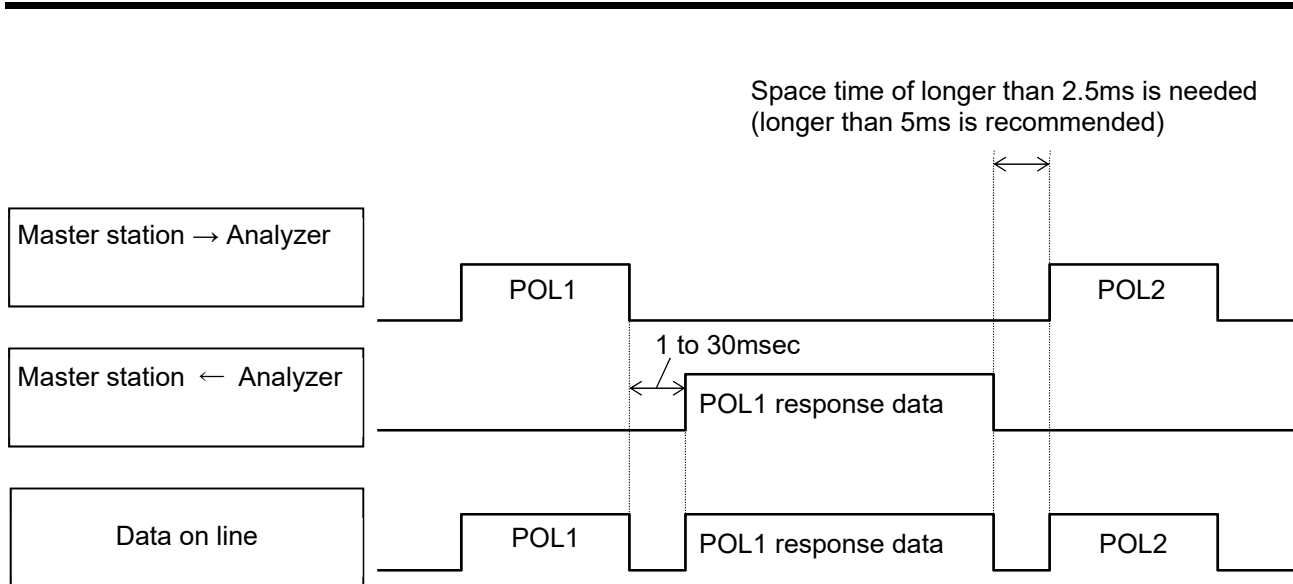 Space time of longer than 2.5ms is needed
(longer than 5ms is recommended)
Master station → Analyzer
POL1
POL2
1 to 30msec
Master station ← Analyzer
POL1 response data
Data on line
POL1
POL1 response data
POL2